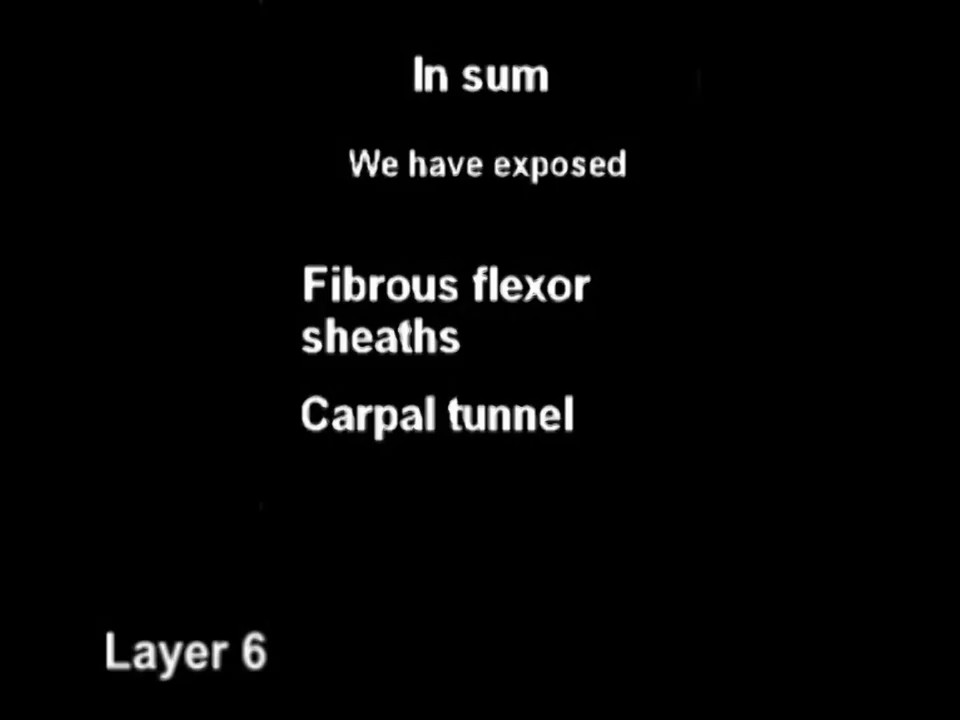 In sum
We have exposed
Fibrous flexor
sheaths
Carpal tunnel
Layer 6